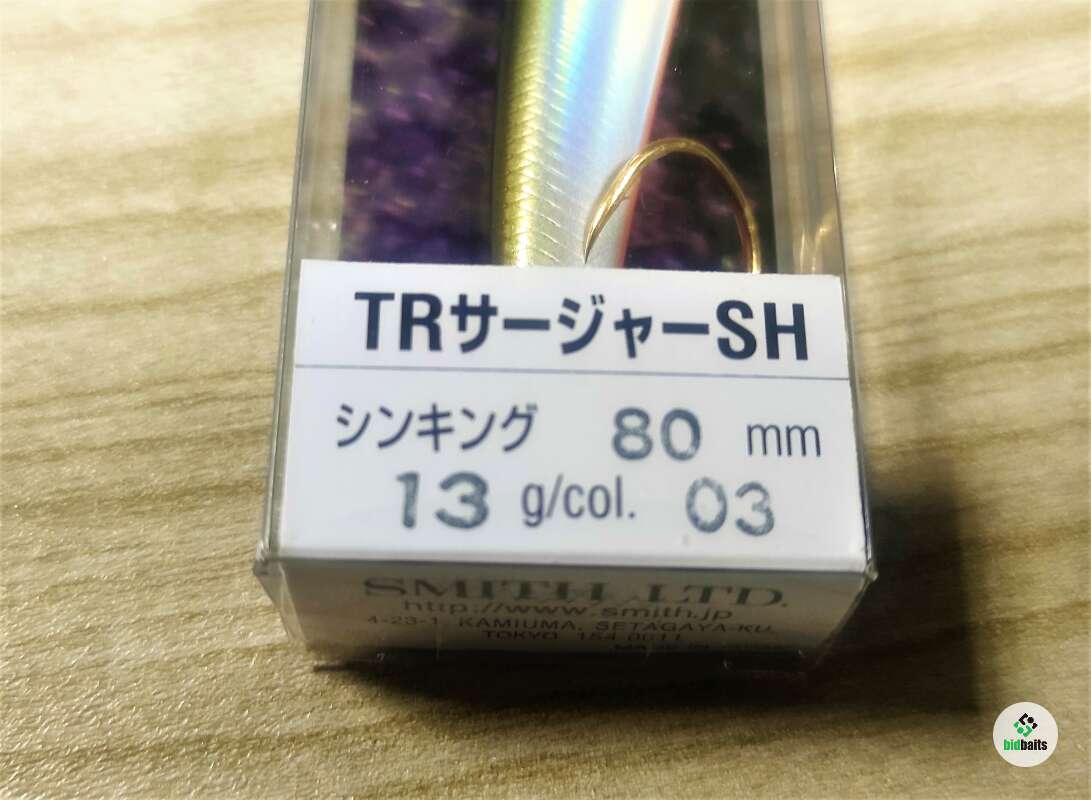 TRサージャーSH
シンキング 80 mm
13 g/col. 03
SMITH LTD.
http://www.smith.jp
4-23-1, KAMIUMA, SETAGAYA-KU,
TOKYO 154-0011
bidbaits